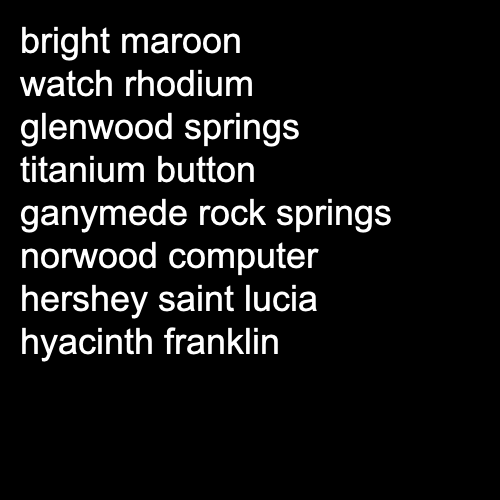 bright maroon
watch rhodium
glenwood springs
titanium button
ganymede rock springs
norwood computer
hershey saint lucia
hyacinth franklin